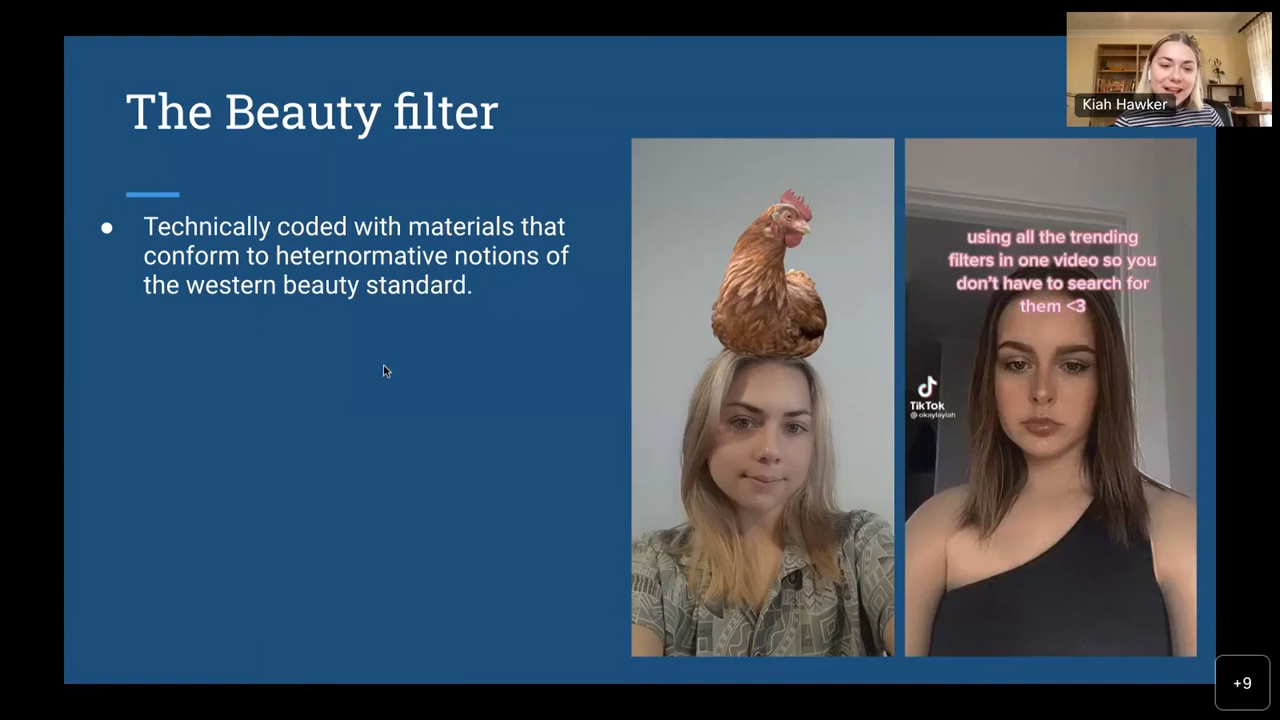 The Beauty filter
● Technically coded with materials that
conform to heternormative notions of
the western beauty standard.
using all the trending
filters in one video so you
don't have to search for
them <3
TikTok
@okaylaylah
Kiah Hawker
+9